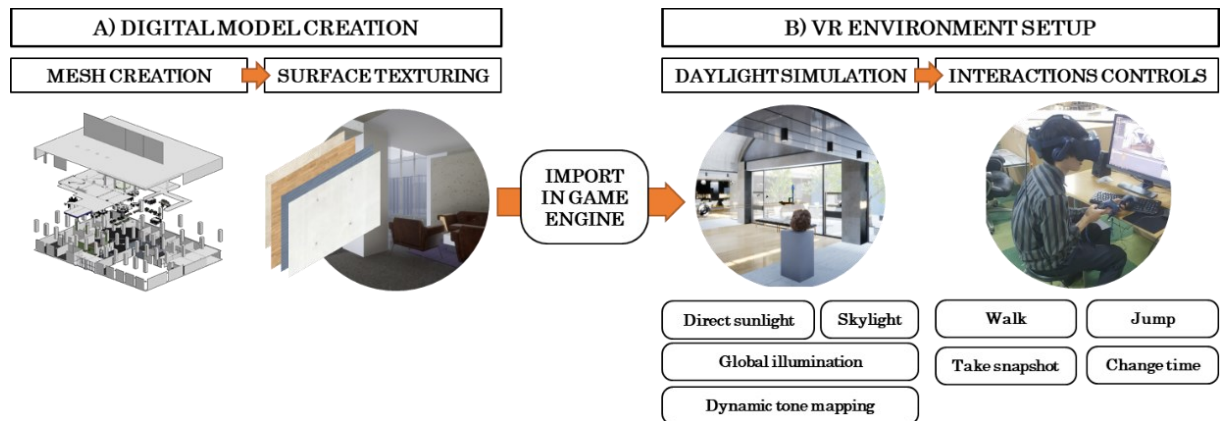 A) DIGITAL MODEL CREATION
MESH CREATION
SURFACE TEXTURING
IMPORT
IN GAME
ENGINE
B) VR ENVIRONMENT SETUP
DAYLIGHT SIMULATION
INTERACTIONS CONTROLS
Direct sunlight
Skylight
Global illumination
Dynamic tone mapping
Walk
Jump
Take snapshot
Change time